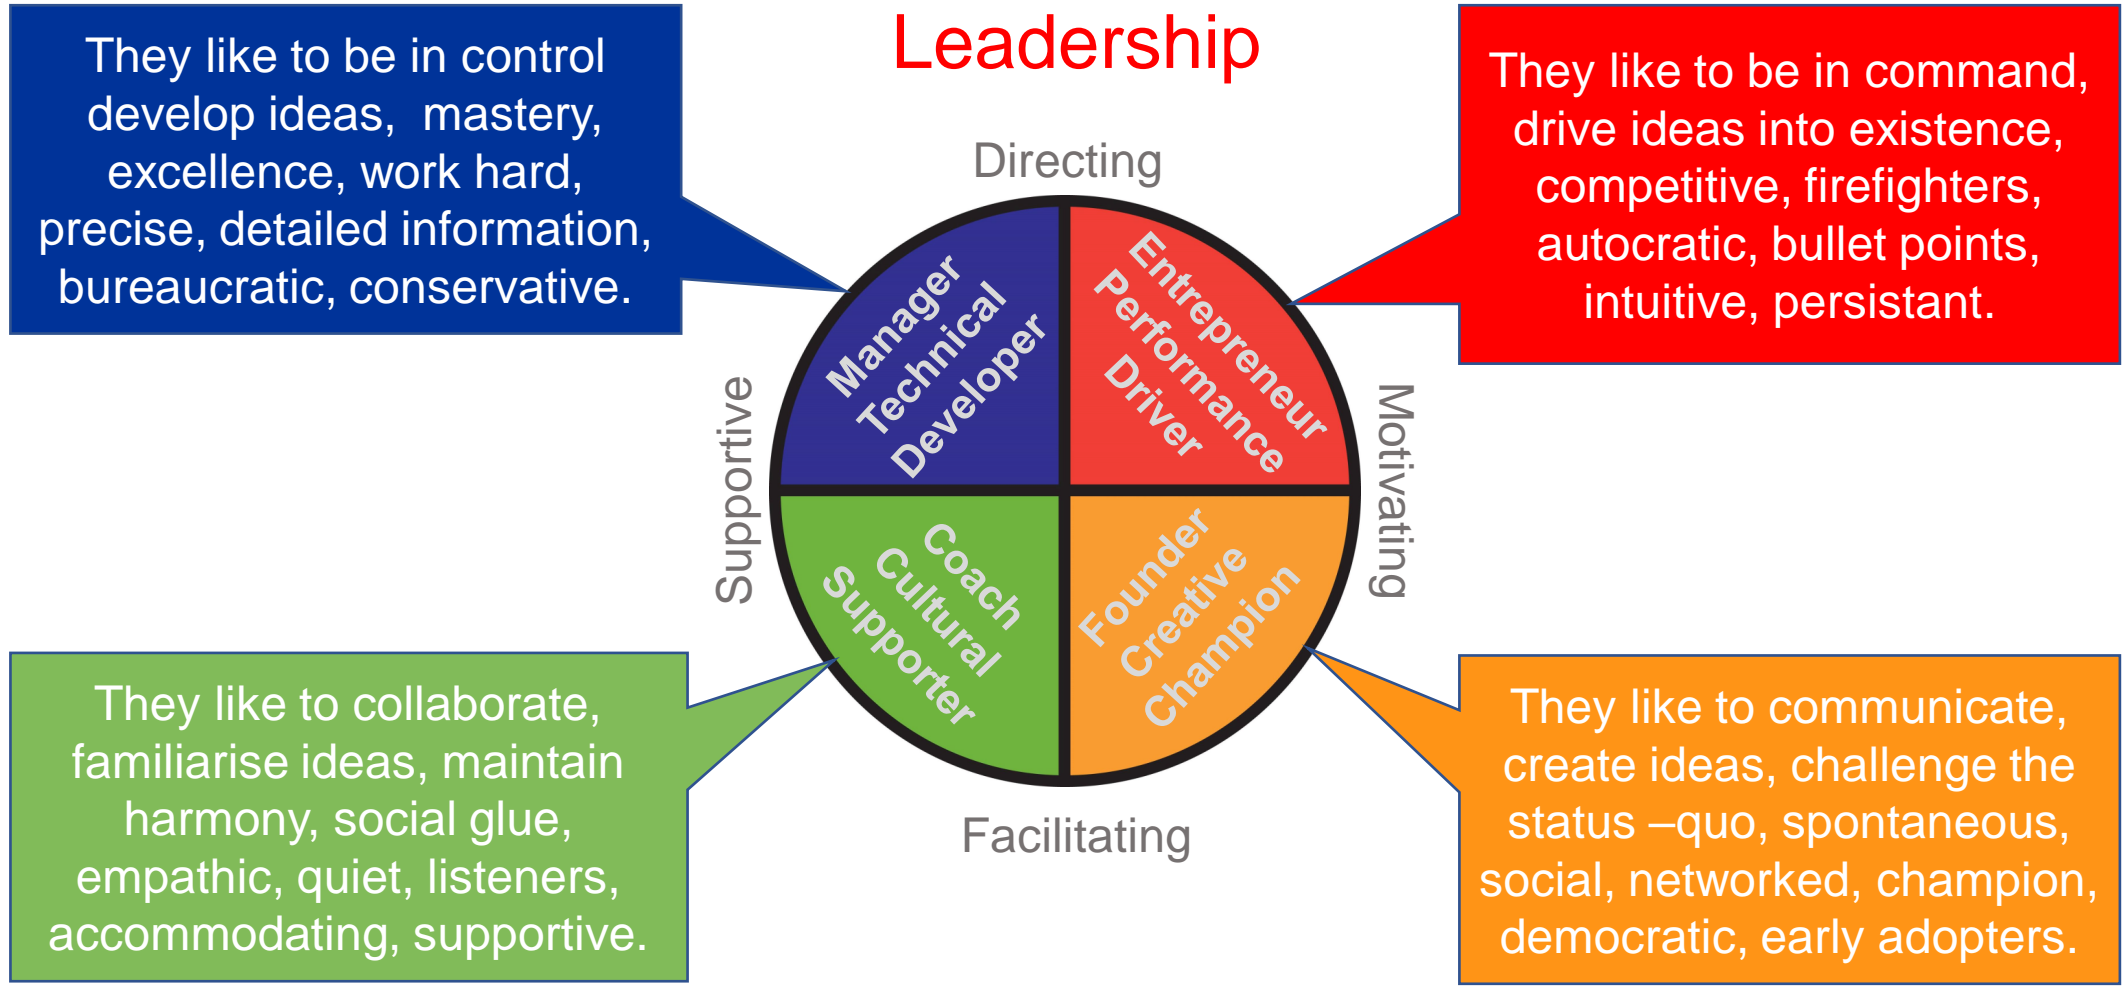 Leadership
They like to be in control
develop ideas,  mastery,
excellence, work hard,
precise, detailed information,
bureaucratic, conservative.
They like to be in command,
drive ideas into existence,
competitive, firefighters,
autocratic, bullet points,
intuitive, persistant.
Directing
Manager
Technical
Developer
Entrepreneur
Performance
Driver
Supportive
Motivating
Coach
Cultural
Supporter
Founder
Creative
Champion
Facilitating
They like to collaborate,
familiarise ideas, maintain
harmony, social glue,
empathic, quiet, listeners,
accommodating, supportive.
They like to communicate,
create ideas, challenge the
status –quo, spontaneous,
social, networked, champion,
democratic, early adopters.